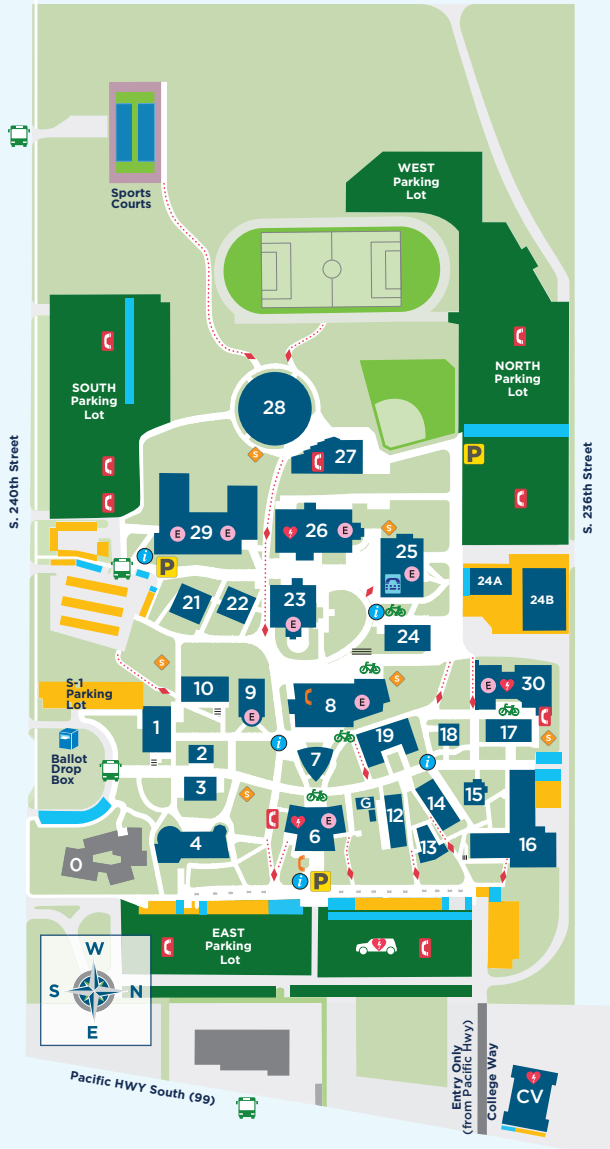 WEST
Parking
Lot
Sports
Courts
NORTH
Parking
Lot
SOUTH
Parking
Lot
28
S. 240th Street
S. 236th Street
27
S
P
29
E
E
26
E
S
25
E
i
P
24A
24B
21
22
23
E
i
24
S-1
Parking
Lot
S
10
9
E
8
E
S
E
30
1
i
7
19
18
17
S
i
Ballot
Drop
Box
2
3
S
G
12
14
15
6
E
4
13
16
0
i
P
EAST
Parking
Lot
W
S
N
E
Pacific HWY South (99)
Entry Only
(from Pacific Hwy)
College Way
CV